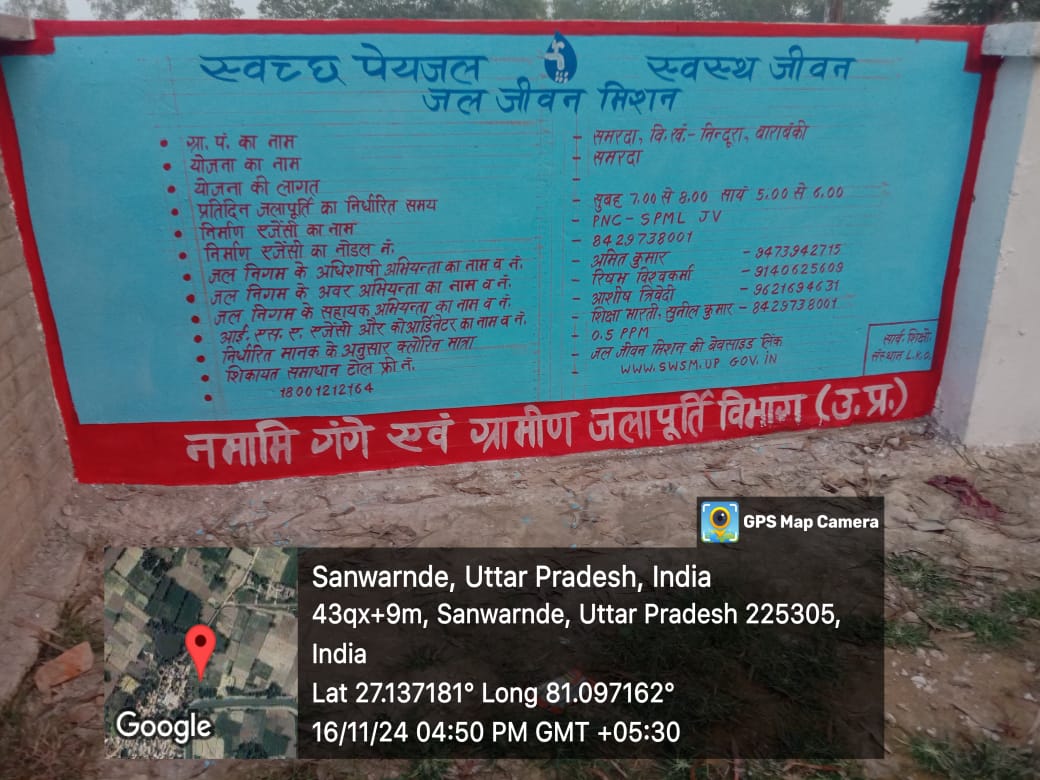 स्वच्छ पेयजल स्वस्थ जीवन
जल जीवन मिशन
ग्रा. पं. का नाम - समरदा, वि.खं.- निन्दूरा, बाराबंकी
योजना का नाम - समरदा
योजना की लागत -
प्रतिदिन जलापूर्ति का निर्धारित समय - सुबह 7.00 से 8.00 सायं 5.00 से 6.00
निर्माण एजेंसी का नाम - PNC - SPML JV
निर्माण एजेंसी का नोडल नं. - 8429738001
जल निगम के अधिशाषी अभियन्ता का नाम व नं. - अमित कुमार - 9473942715
जल निगम के अवर अभियन्ता का नाम व नं. - रिषभ विश्वकर्मा - 9140625609
जल निगम के सहायक अभियन्ता का नाम व नं. - आशीष त्रिवेदी - 9621694631
आई. एस. ए. एजेंसी और कोआर्डिनेटर का नाम व नं. - शिक्षा भारती, सुनील कुमार - 8429738001
निर्धारित मानक के अनुसार क्लोरिन मात्रा - 0.5 PPM
शिकायत समाधान टोल फ्री नं. - जल जीवन मिशन की वेबसाइड लिंक
18001212164 - WWW.SWSM.UP GOV.IN
सार्व. शिक्षो.
संस्थान L.K.O.
नमामि गंगे एवं ग्रामीण जलापूर्ति विभाग (उ.प्र.)
GPS Map Camera
Sanwarnde, Uttar Pradesh, India
43qx+9m, Sanwarnde, Uttar Pradesh 225305,
India
Lat 27.137181° Long 81.097162°
16/11/24 04:50 PM GMT +05:30
Google